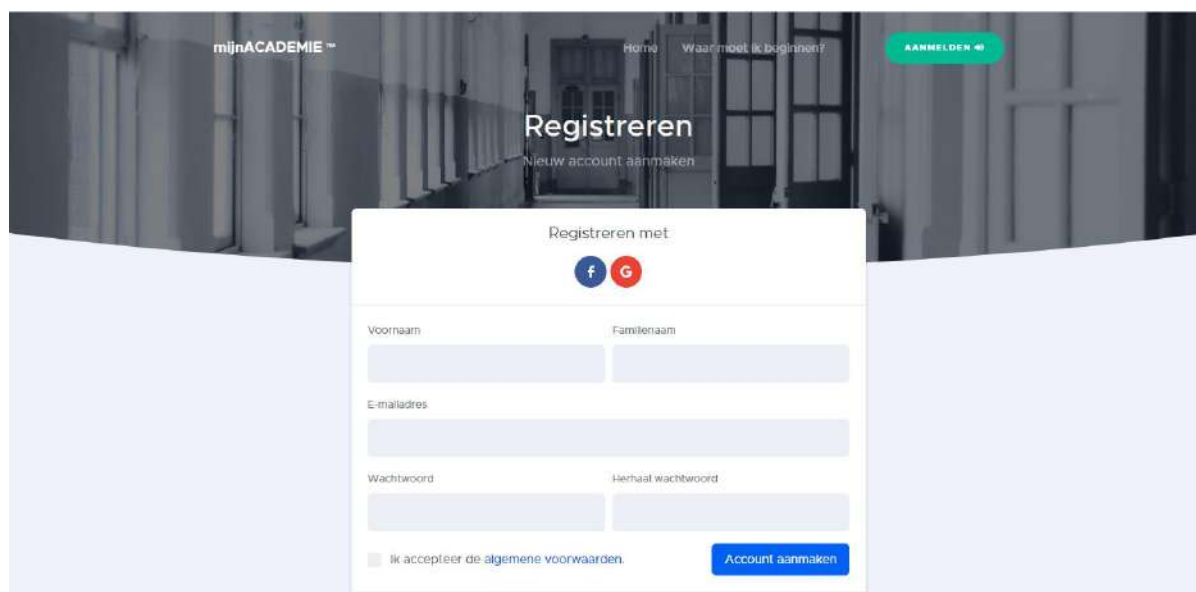 mijnACADEMIE ™
Home Waar moet ik beginnen? AANMELDEN
Registreren
Nieuw account aanmaken
Registreren met
f G
Voornaam Familienaam
E-mailadres
Wachtwoord Herhaal wachtwoord
Ik accepteer de algemene voorwaarden. Account aanmaken